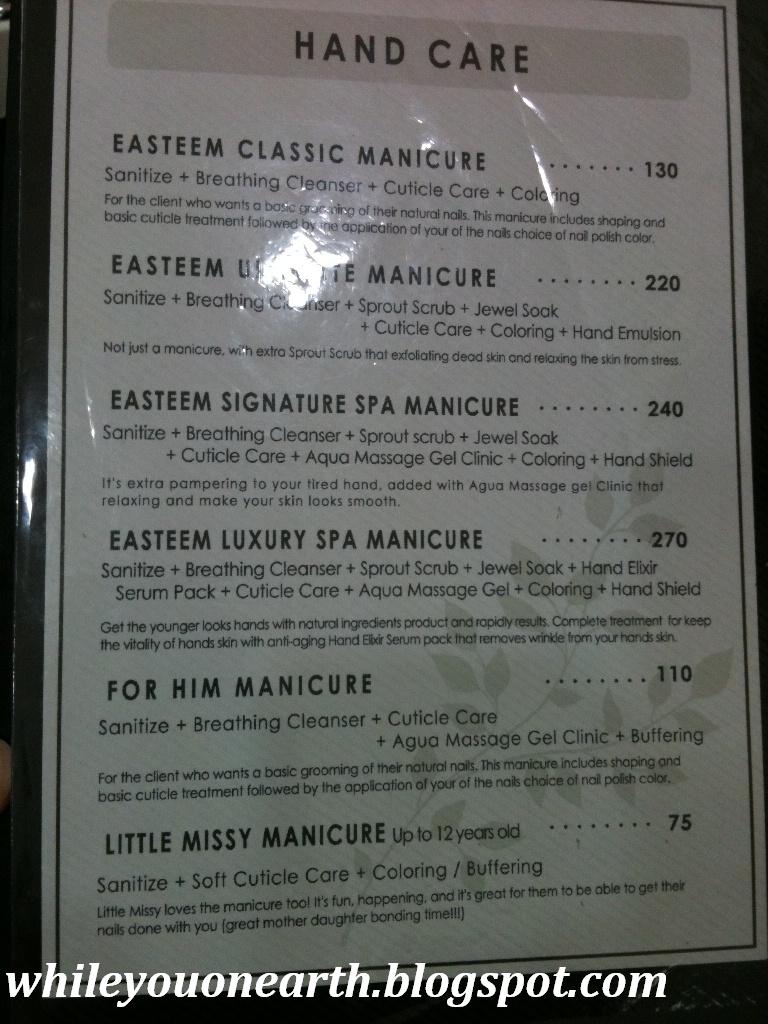 HAND CARE
EASTEEM CLASSIC MANICURE ....... 130
Sanitize + Breathing Cleanser + Cuticle Care + Coloring
For the client who wants a basic grooming of their natural nails. This manicure includes shaping and
basic cuticle treatment followed by the application of your of the nails choice of nail polish color.
EASTEEM MANICURE ........ 220
Sanitize + Breathing Cleanser + Sprout Scrub + Jewel Soak
+ Cuticle Care + Coloring + Hand Emulsion
Not just a manicure, with extra Sprout Scrub that exfoliating dead skin and relaxing the skin from stress.
EASTEEM SIGNATURE SPA MANICURE ........ 240
Sanitize + Breathing Cleanser + Sprout scrub + Jewel Soak
+ Cuticle Care + Aqua Massage Gel Clinic + Coloring + Hand Shield
It's extra pampering to your tired hand, added with Agua Massage gel Clinic that
relaxing and make your skin looks smooth.
EASTEEM LUXURY SPA MANICURE ........ 270
Sanitize + Breathing Cleanser + Sprout Scrub + Jewel Soak + Hand Elixir
Serum Pack + Cuticle Care + Aqua Massage Gel + Coloring + Hand Shield
Get the younger looks hands with natural ingredients product and rapidly results. Complete treatment for keep
the vitality of hands skin with anti-aging Hand Elixir Serum pack that removes wrinkle from your hands skin.
FOR HIM MANICURE ........ 110
Sanitize + Breathing Cleanser + Cuticle Care
+ Agua Massage Gel Clinic + Buffering
For the client who wants a basic grooming of their natural nails. This manicure includes shaping and
basic cuticle treatment followed by the application of your of the nails choice of nail polish color.
LITTLE MISSY MANICURE Up to 12 years old ........ 75
Sanitize + Soft Cuticle Care + Coloring / Buffering
Little Missy loves the manicure too! It's fun, happening, and it's great for them to be able to get their
nails done with you (great mother daughter bonding time!!!)
whileyouonearth.blogspot.com